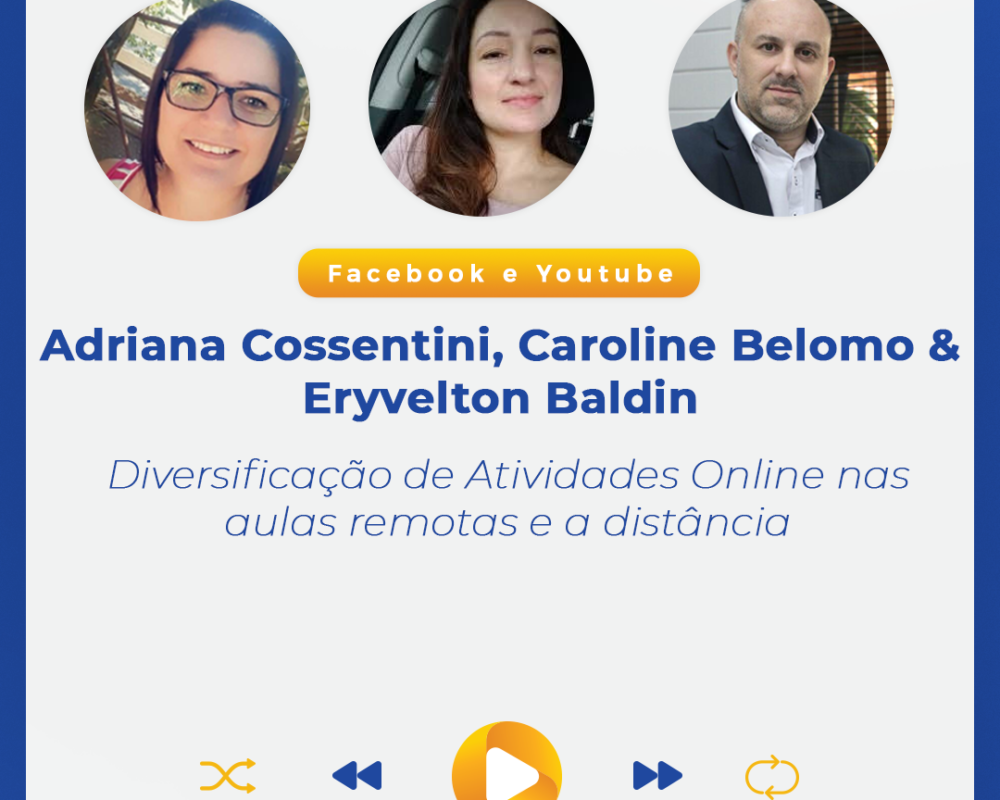 Facebook e Youtube
Adriana Cossentini, Caroline Belomo &
Eryvelton Baldin
Diversificação de Atividades Online nas
aulas remotas e a distância